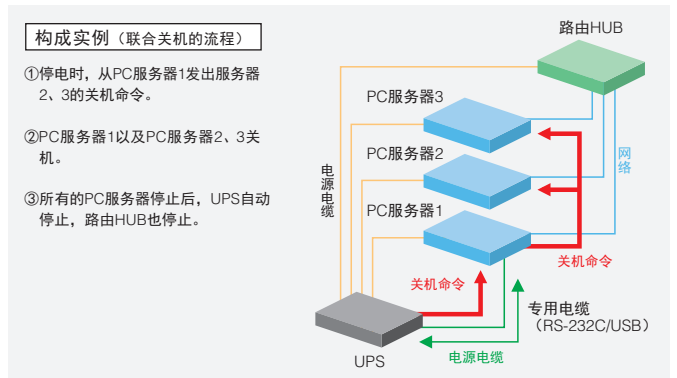 构成实例（联合关机的流程）
①停电时，从PC服务器1发出服务器
2、3的关机命令。
②PC服务器1以及PC服务器2、3关
机。
③所有的PC服务器停止后，UPS自动
停止，路由HUB也停止。
路由HUB
PC服务器3
PC服务器2
PC服务器1
电源电缆
网络
关机命令
关机命令
专用电缆
（RS-232C/USB）
电源电缆
UPS